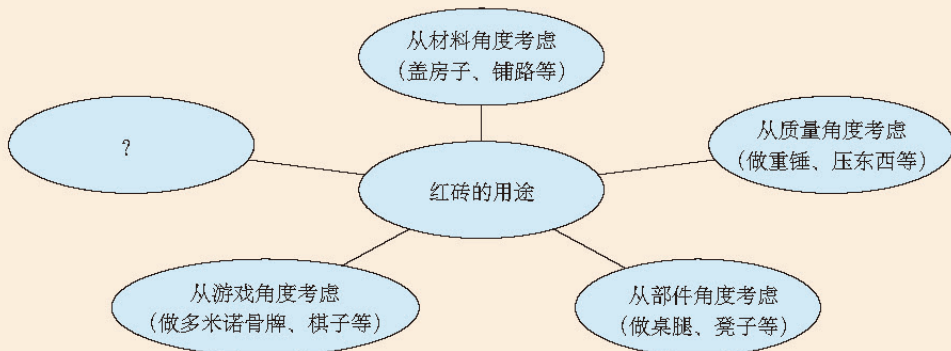 从材料角度考虑
（盖房子、铺路等）
?
从质量角度考虑
（做重锤、压东西等）
红砖的用途
从游戏角度考虑
（做多米诺骨牌、棋子等）
从部件角度考虑
（做桌腿、凳子等）